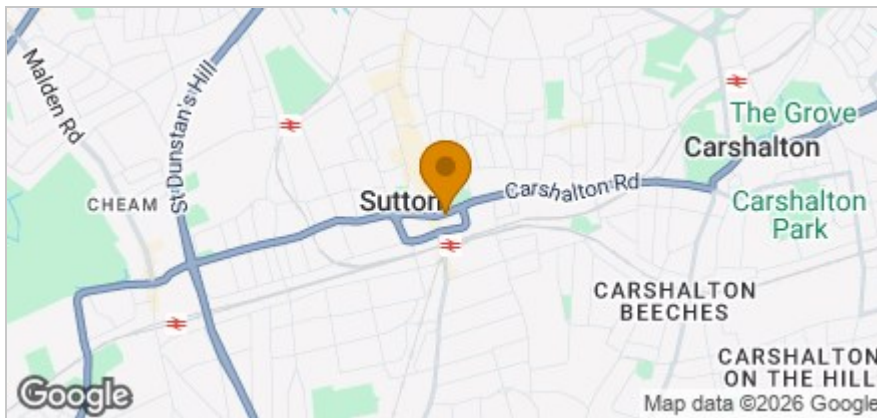 Malden Rd
St Dunstan's Hill
The Grove
Carshalton
CHEAM
Sutton
Carshalton Rd
Carshalton
Park
CARSHALTON
BEECHES
CARSHALTON
ON THE HILL
Google
Map data ©2026 Google